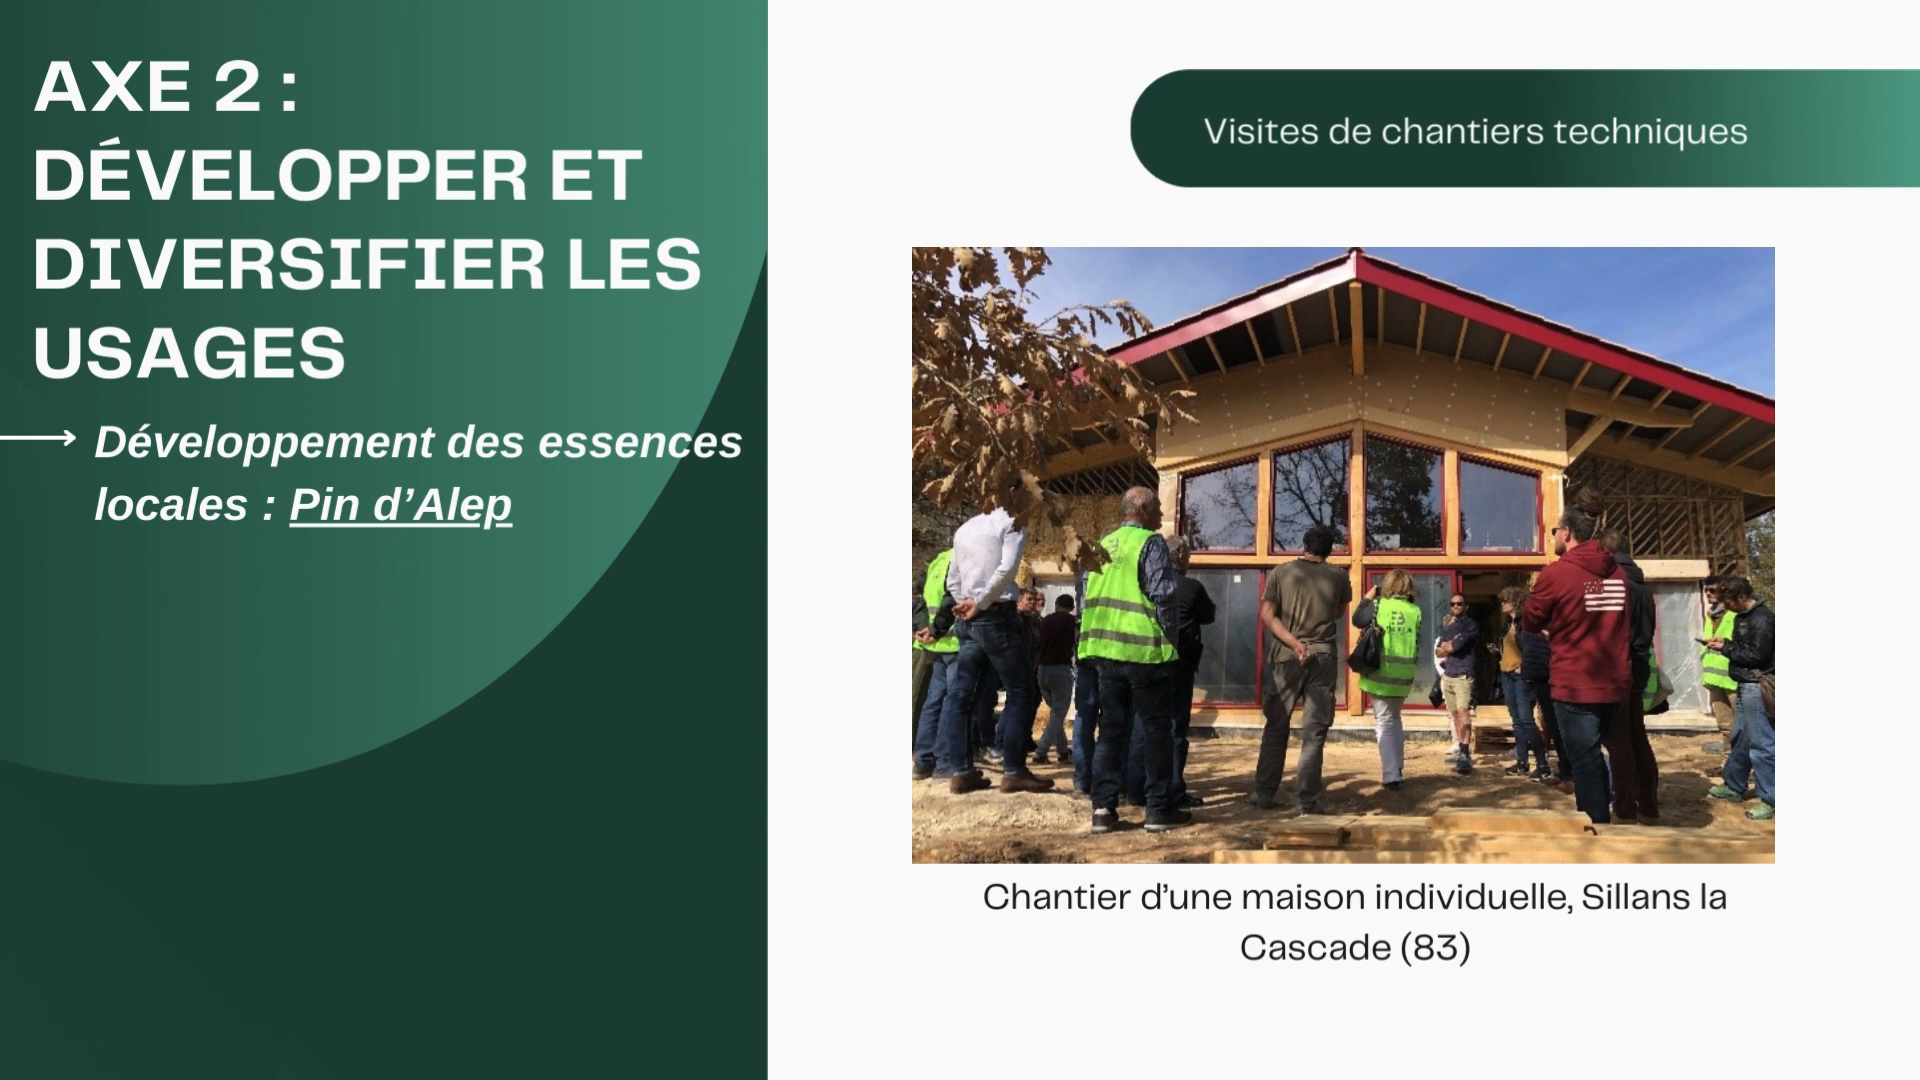 AXE 2 :
DÉVELOPPER ET
DIVERSIFIER LES
USAGES
Développement des essences
locales : Pin d’Alep
Visites de chantiers techniques
Chantier d’une maison individuelle, Sillans la
Cascade (83)